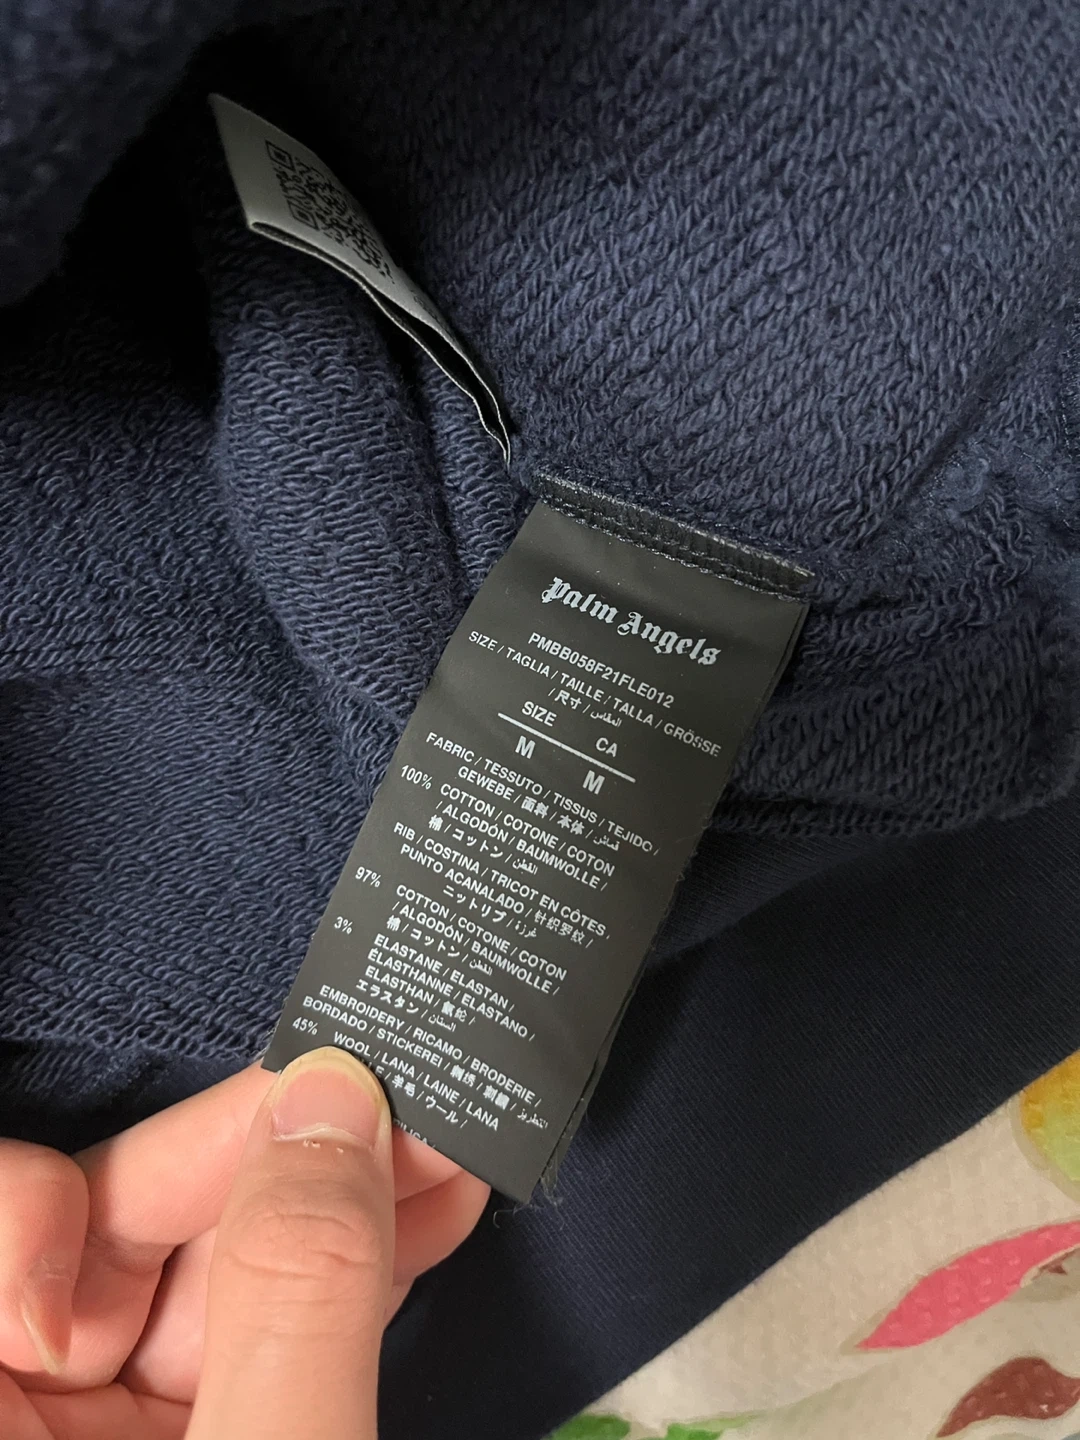 Palm Angels
PMBB058F21FLE012
SIZE / TAGLIA / TAILLE / TALLA / GRÖSSE
/ 尺寸 / المقاس
SIZE CA
M M
FABRIC / TESSUTO / TISSUS / TEJIDO /
GEWEBE / 面料 / 本体 / قماش
100% COTTON / COTONE / COTON
/ ALGODÓN / BAUMWOLLE /
棉 / コットン / القطن
RIB / COSTINA / TRICOT EN CÔTES /
PUNTO ACANALADO / 针织罗纹 /
ニットリブ / غرزة
97% COTTON / COTONE / COTON
/ ALGODÓN / BAUMWOLLE /
棉 / コットン / القطن
3% ELASTANE / ELASTAN /
ÉLASTHANNE / ELASTANO /
ELASTHAN / 氨纶 /
エラスタン / الستان
EMBROIDERY / RICAMO / BRODERIE /
BORDADO / STICKEREI / 刺绣 / 刺繍 / التطريز
45% WOOL / LANA / LAINE / LANA
/ 羊毛 / ウール /